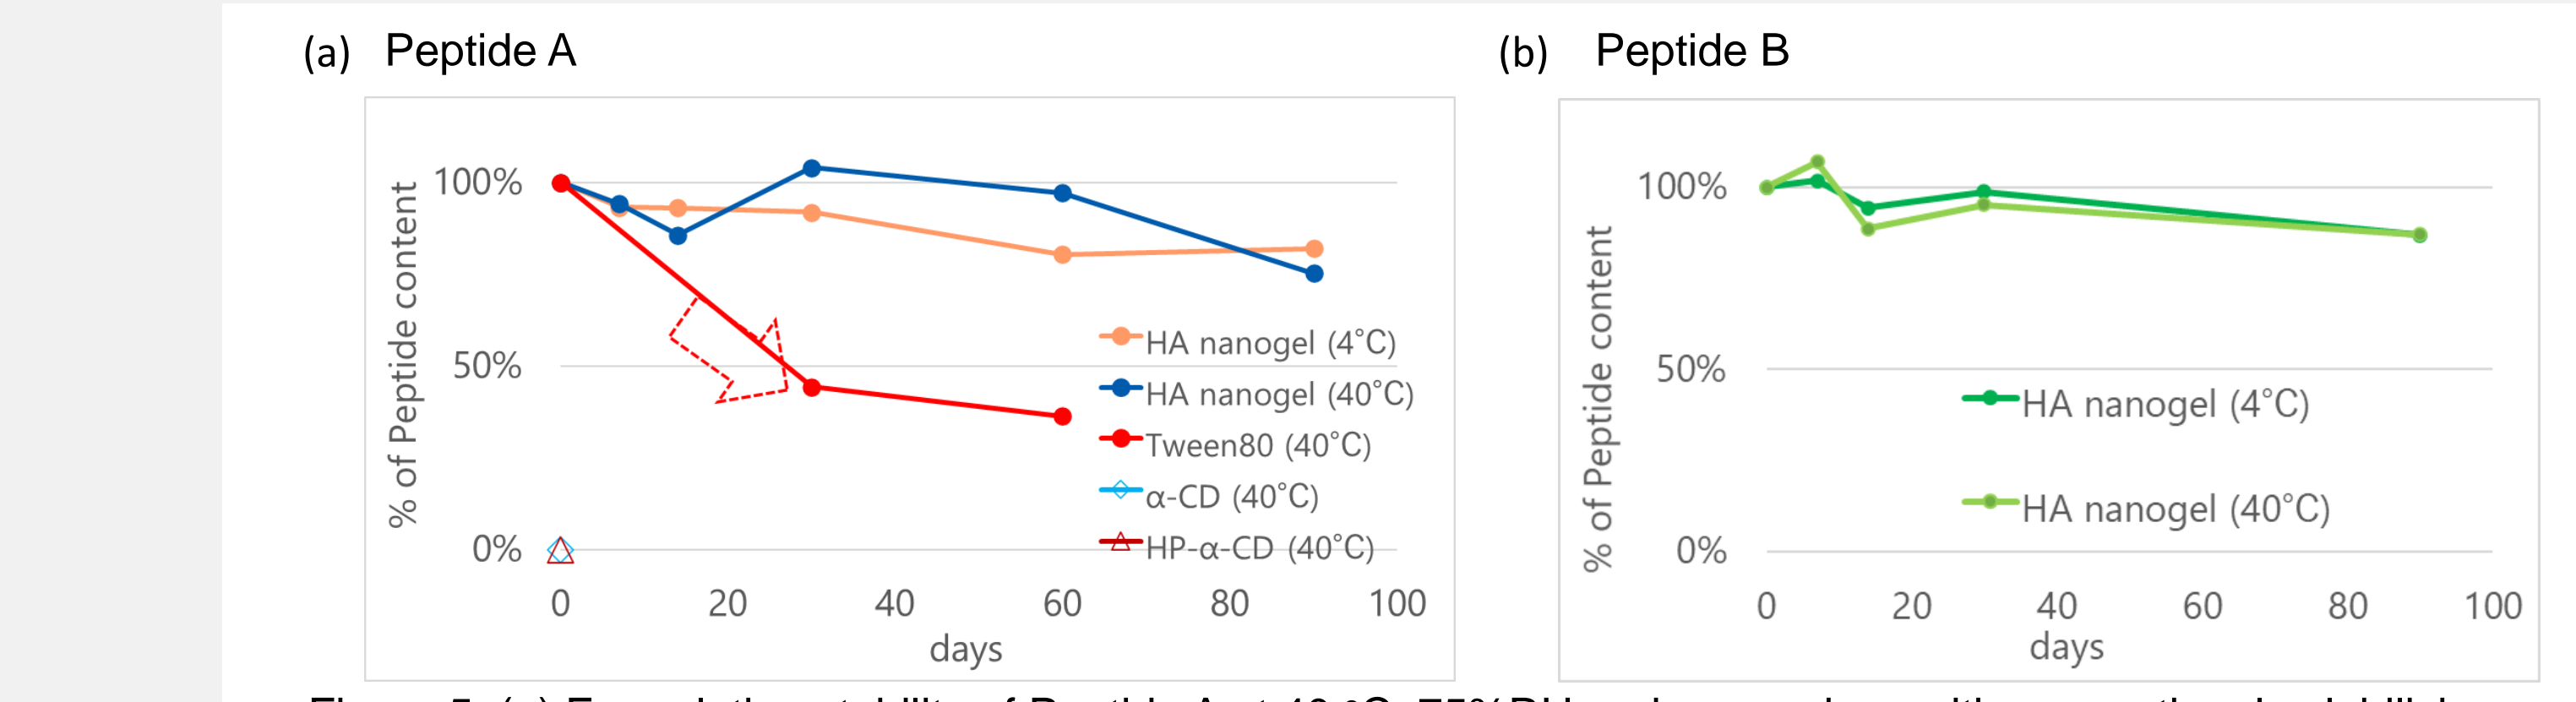 (a) Peptide A
(b) Peptide B
% of Peptide content
100%
50%
0%
0 20 40 60 80 100
days
HA nanogel (4°C)
HA nanogel (40°C)
Tween80 (40°C)
α-CD (40°C)
HP-α-CD (40°C)
% of Peptide content
100%
50%
0%
0 20 40 60 80 100
days
HA nanogel (4°C)
HA nanogel (40°C)